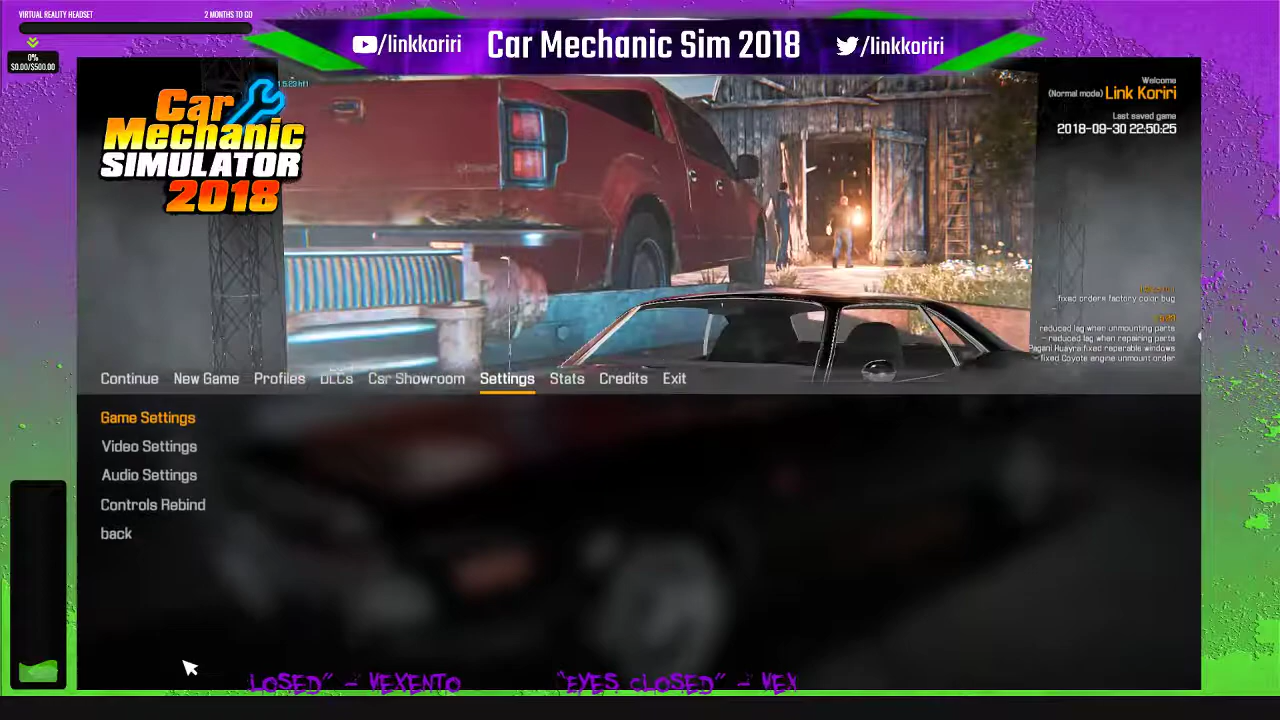 VIRTUAL REALITY HEADSET 2 MONTHS TO GO
0%
$0.00/$500.00
/linkkoriri Car Mechanic Sim 2018 /linkkoriri
Car
Mechanic
SIMULATOR
2018
Welcome
(Normal mode) Link Koriri
Last saved game
2018-09-30 22:50:25
fixed orders factory color bug
reduced lag when unmounting parts
– reduced lag when repairing parts
Pagani Huayra fixed repairable windows
– fixed Coyote engine unmount order
Continue New Game Profiles DLCs Car Showroom Settings Stats Credits Exit
Game Settings
Video Settings
Audio Settings
Controls Rebind
back
LOSED" – VEXENTO "EYES CLOSED" – VEX